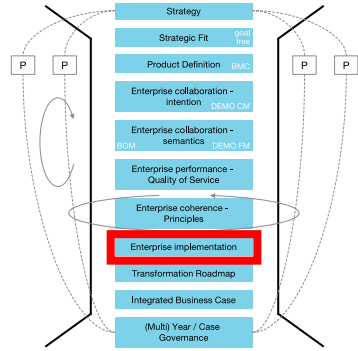 Strategy
Strategic Fit
goal
tree
P
P
Product Definition
BMC
P
P
Enterprise collaboration -
intention
DEMO CM
Enterprise collaboration -
semantics
BOM
DEMO FM
Enterprise performance -
Quality of Service
Enterprise coherence -
Principles
Enterprise implementation
Transformation Roadmap
Integrated Business Case
(Multi) Year / Case
Governance